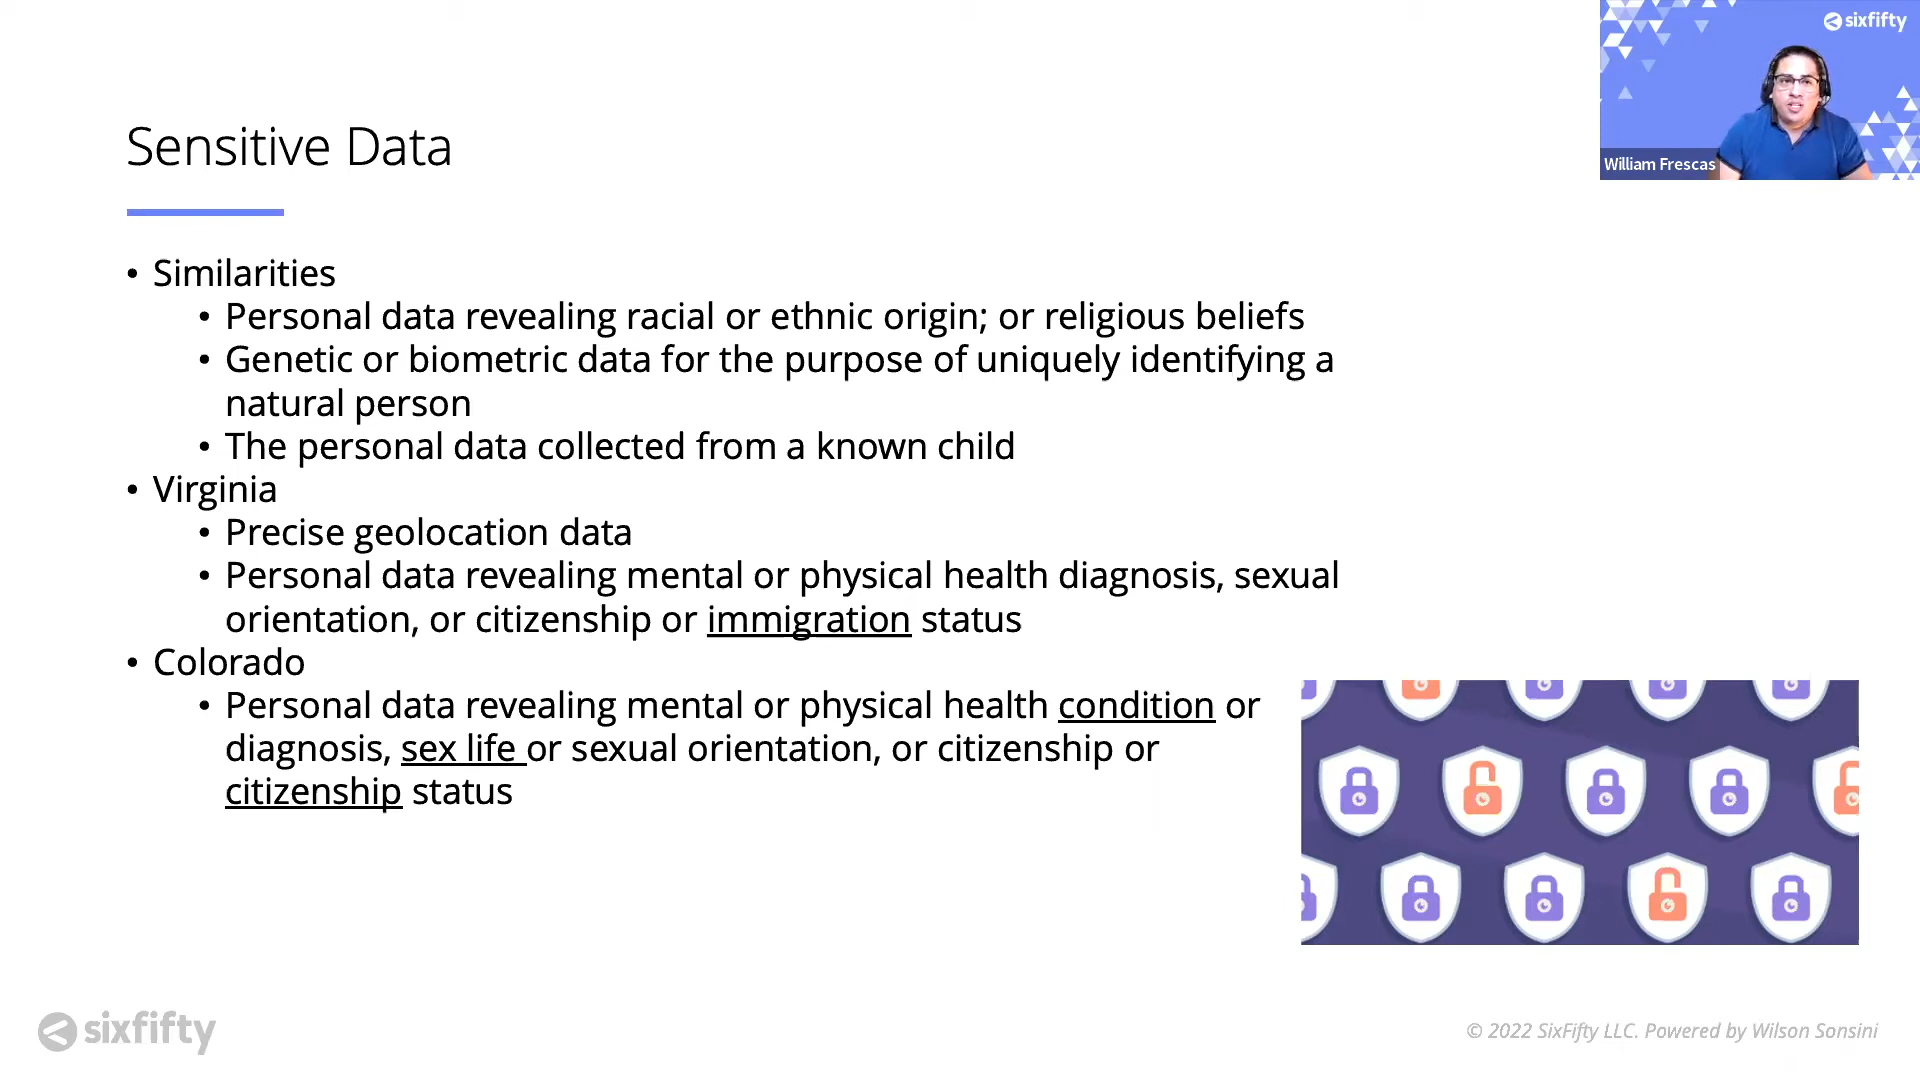 sixfifty
William Frescas
Sensitive Data
• Similarities
• Personal data revealing racial or ethnic origin; or religious beliefs
• Genetic or biometric data for the purpose of uniquely identifying a
natural person
• The personal data collected from a known child
• Virginia
• Precise geolocation data
• Personal data revealing mental or physical health diagnosis, sexual
orientation, or citizenship or immigration status
• Colorado
• Personal data revealing mental or physical health condition or
diagnosis, sex life or sexual orientation, or citizenship or
citizenship status
sixfifty
© 2022 SixFifty LLC. Powered by Wilson Sonsini